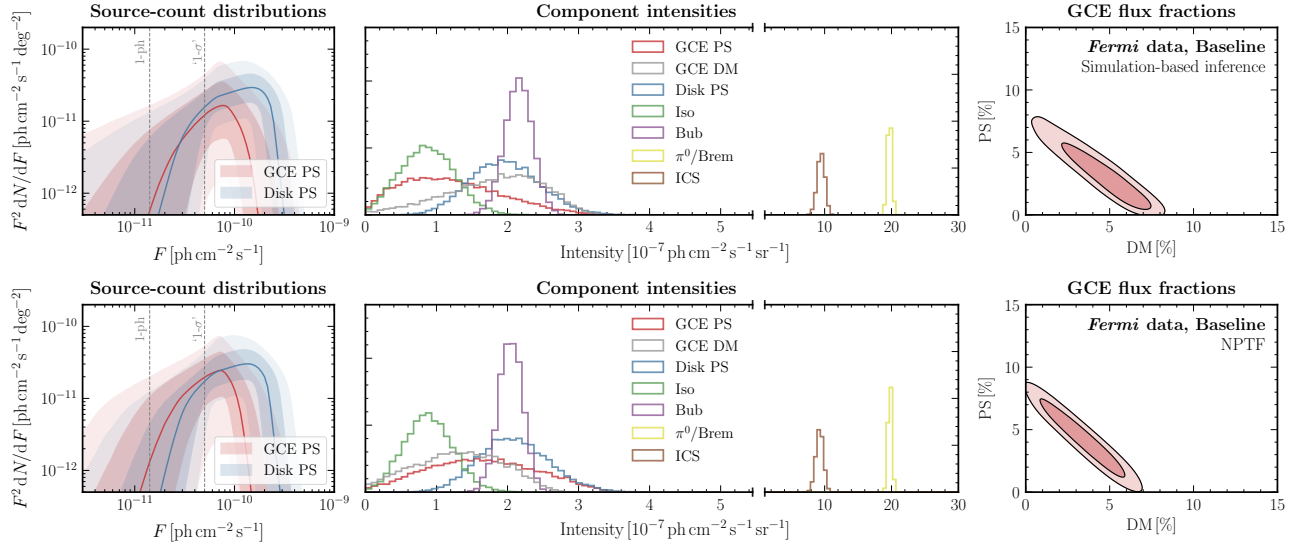 Source-count distributions
Component intensities
GCE flux fractions
F² dN/dF [ph cm⁻² s⁻¹ deg⁻²]
10⁻¹⁰
10⁻¹¹
10⁻¹²
1-ph
'1-σ'
GCE PS
Disk PS
10⁻¹¹ 10⁻¹⁰ 10⁻⁹
F [ph cm⁻² s⁻¹]
GCE PS
GCE DM
Disk PS
Iso
Bub
π⁰/Brem
ICS
0 1 2 3 4 5 10 20 30
Intensity [10⁻⁷ ph cm⁻² s⁻¹ sr⁻¹]
Fermi data, Baseline
Simulation-based inference
PS [%]
15
10
5
0
0 5 10 15
DM [%]
Source-count distributions
Component intensities
GCE flux fractions
F² dN/dF [ph cm⁻² s⁻¹ deg⁻²]
10⁻¹⁰
10⁻¹¹
10⁻¹²
1-ph
'1-σ'
GCE PS
Disk PS
10⁻¹¹ 10⁻¹⁰ 10⁻⁹
F [ph cm⁻² s⁻¹]
GCE PS
GCE DM
Disk PS
Iso
Bub
π⁰/Brem
ICS
0 1 2 3 4 5 10 20 30
Intensity [10⁻⁷ ph cm⁻² s⁻¹ sr⁻¹]
Fermi data, Baseline
NPTF
PS [%]
15
10
5
0
0 5 10 15
DM [%]